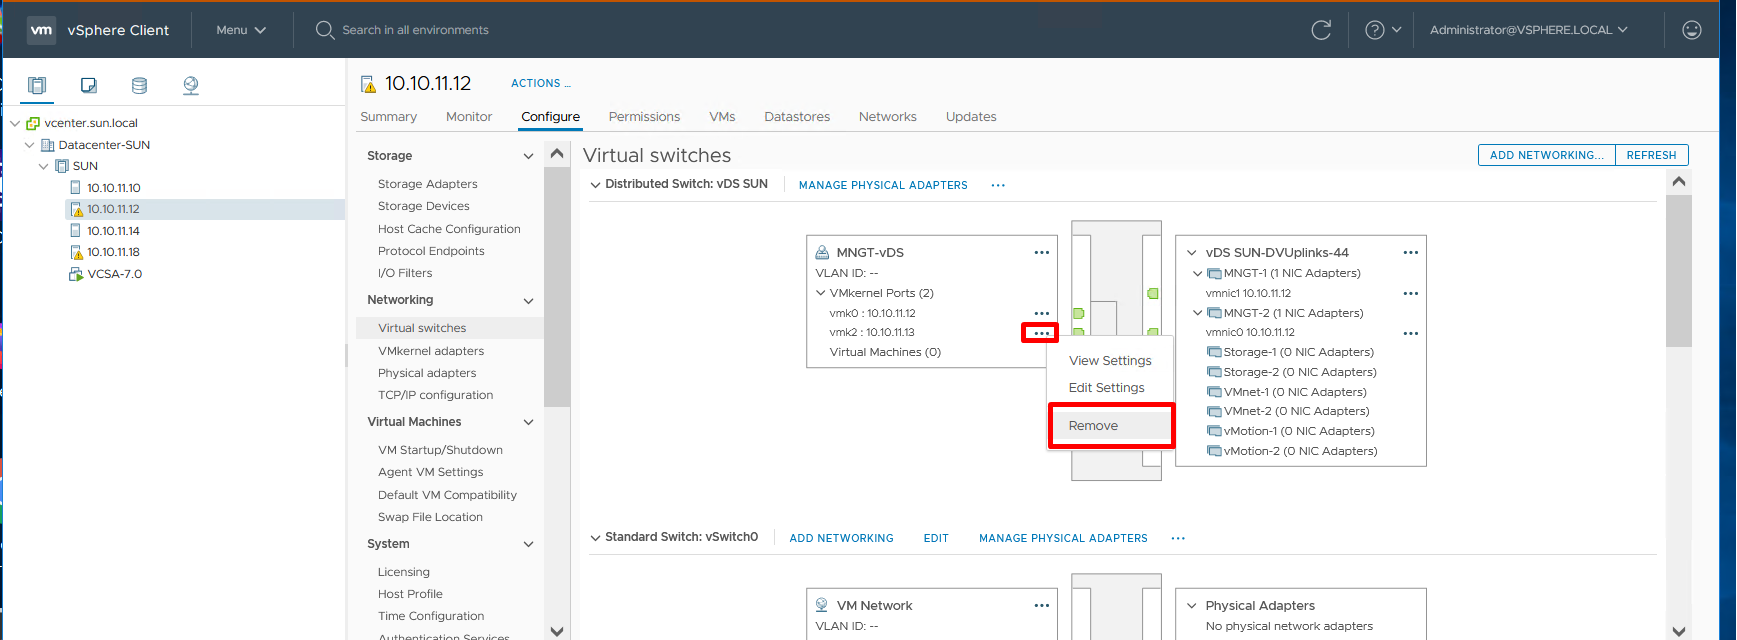 vm vSphere Client Menu Search in all environments Administrator@VSPHERE.LOCAL
vcenter.sun.local
Datacenter-SUN
SUN
10.10.11.10
10.10.11.12
10.10.11.14
10.10.11.18
VCSA-7.0
10.10.11.12 ACTIONS ...
Summary Monitor Configure Permissions VMs Datastores Networks Updates
Storage
Storage Adapters
Storage Devices
Host Cache Configuration
Protocol Endpoints
I/O Filters
Networking
Virtual switches
VMkernel adapters
Physical adapters
TCP/IP configuration
Virtual Machines
VM Startup/Shutdown
Agent VM Settings
Default VM Compatibility
Swap File Location
System
Licensing
Host Profile
Time Configuration
Authentication Services
Virtual switches
ADD NETWORKING... REFRESH
Distributed Switch: vDS SUN MANAGE PHYSICAL ADAPTERS ...
MNGT-vDS ...
VLAN ID: --
VMkernel Ports (2)
vmk0 : 10.10.11.12 ...
vmk2 : 10.10.11.13 ...
Virtual Machines (0)
View Settings
Edit Settings
Remove
vDS SUN-DVUplinks-44 ...
MNGT-1 (1 NIC Adapters)
vmnic1 10.10.11.12 ...
MNGT-2 (1 NIC Adapters)
vmnic0 10.10.11.12 ...
Storage-1 (0 NIC Adapters)
Storage-2 (0 NIC Adapters)
VMnet-1 (0 NIC Adapters)
VMnet-2 (0 NIC Adapters)
vMotion-1 (0 NIC Adapters)
vMotion-2 (0 NIC Adapters)
Standard Switch: vSwitch0 ADD NETWORKING EDIT MANAGE PHYSICAL ADAPTERS ...
VM Network ...
VLAN ID: --
Physical Adapters
No physical network adapters